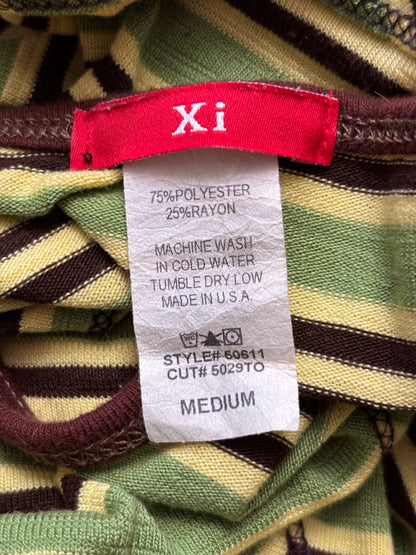 Xi
75%POLYESTER
25%RAYON
MACHINE WASH
IN COLD WATER
TUMBLE DRY LOW
MADE IN U.S.A.
STYLE# 50611
CUT# 5029TO
MEDIUM